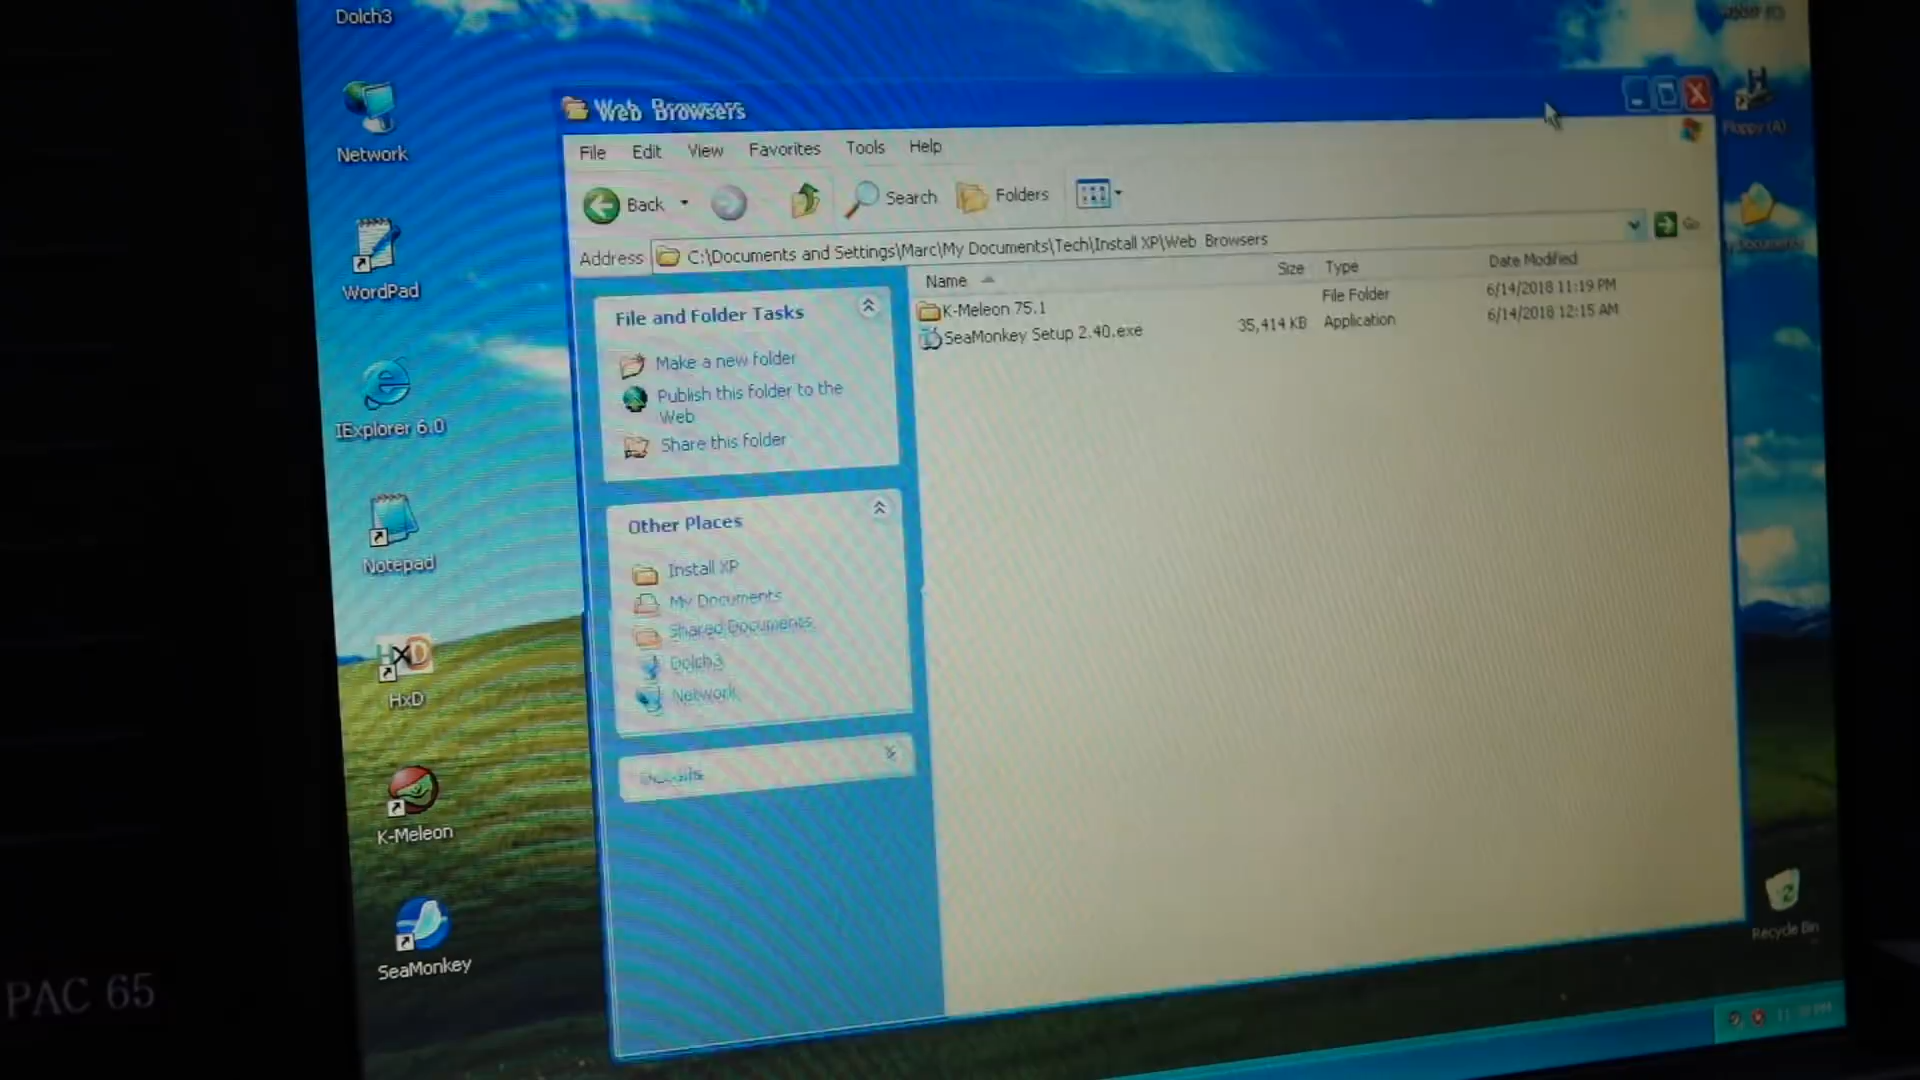 Dolch3
Network
WordPad
IExplorer 6.0
Notepad
HxD
HxD
K-Meleon
SeaMonkey
Web Browsers
File Edit View Favorites Tools Help
Back Search Folders
Address C:\Documents and Settings\Marc\My Documents\Tech\Install XP\Web Browsers Go
Name Size Type Date Modified
K-Meleon 75.1 File Folder 6/14/2018 11:19 PM
SeaMonkey Setup 2.40.exe 35,414 KB Application 6/14/2018 12:15 AM
File and Folder Tasks
Make a new folder
Publish this folder to the
Web
Share this folder
Other Places
Install XP
My Documents
Shared Documents
Dolch3
Network
Floppy (A)
Documents
Recycle Bin
PAC 65